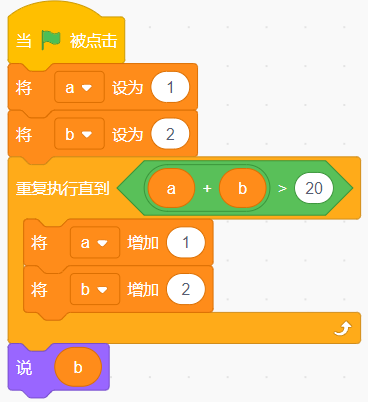 当 被点击
将 a 设为 1
将 b 设为 2
重复执行直到 a + b > 20
将 a 增加 1
将 b 增加 2
说 b